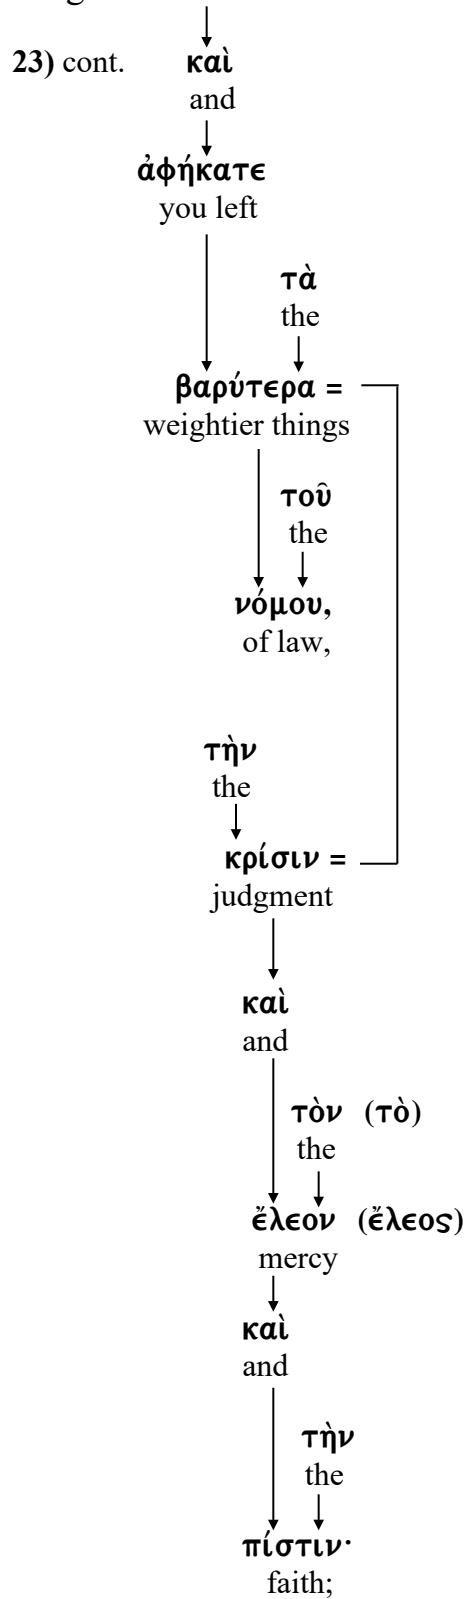 23) cont. καὶ
and
ἀφήκατε
you left
τὰ
the
βαρύτερα =
weightier things
τοῦ
the
νόμου,
of law,
τὴν
the
κρίσιν =
judgment
καὶ
and
τὸν (τὸ)
the
ἔλεον (ἔλεος)
mercy
καὶ
and
τὴν
the
πίστιν·
faith;